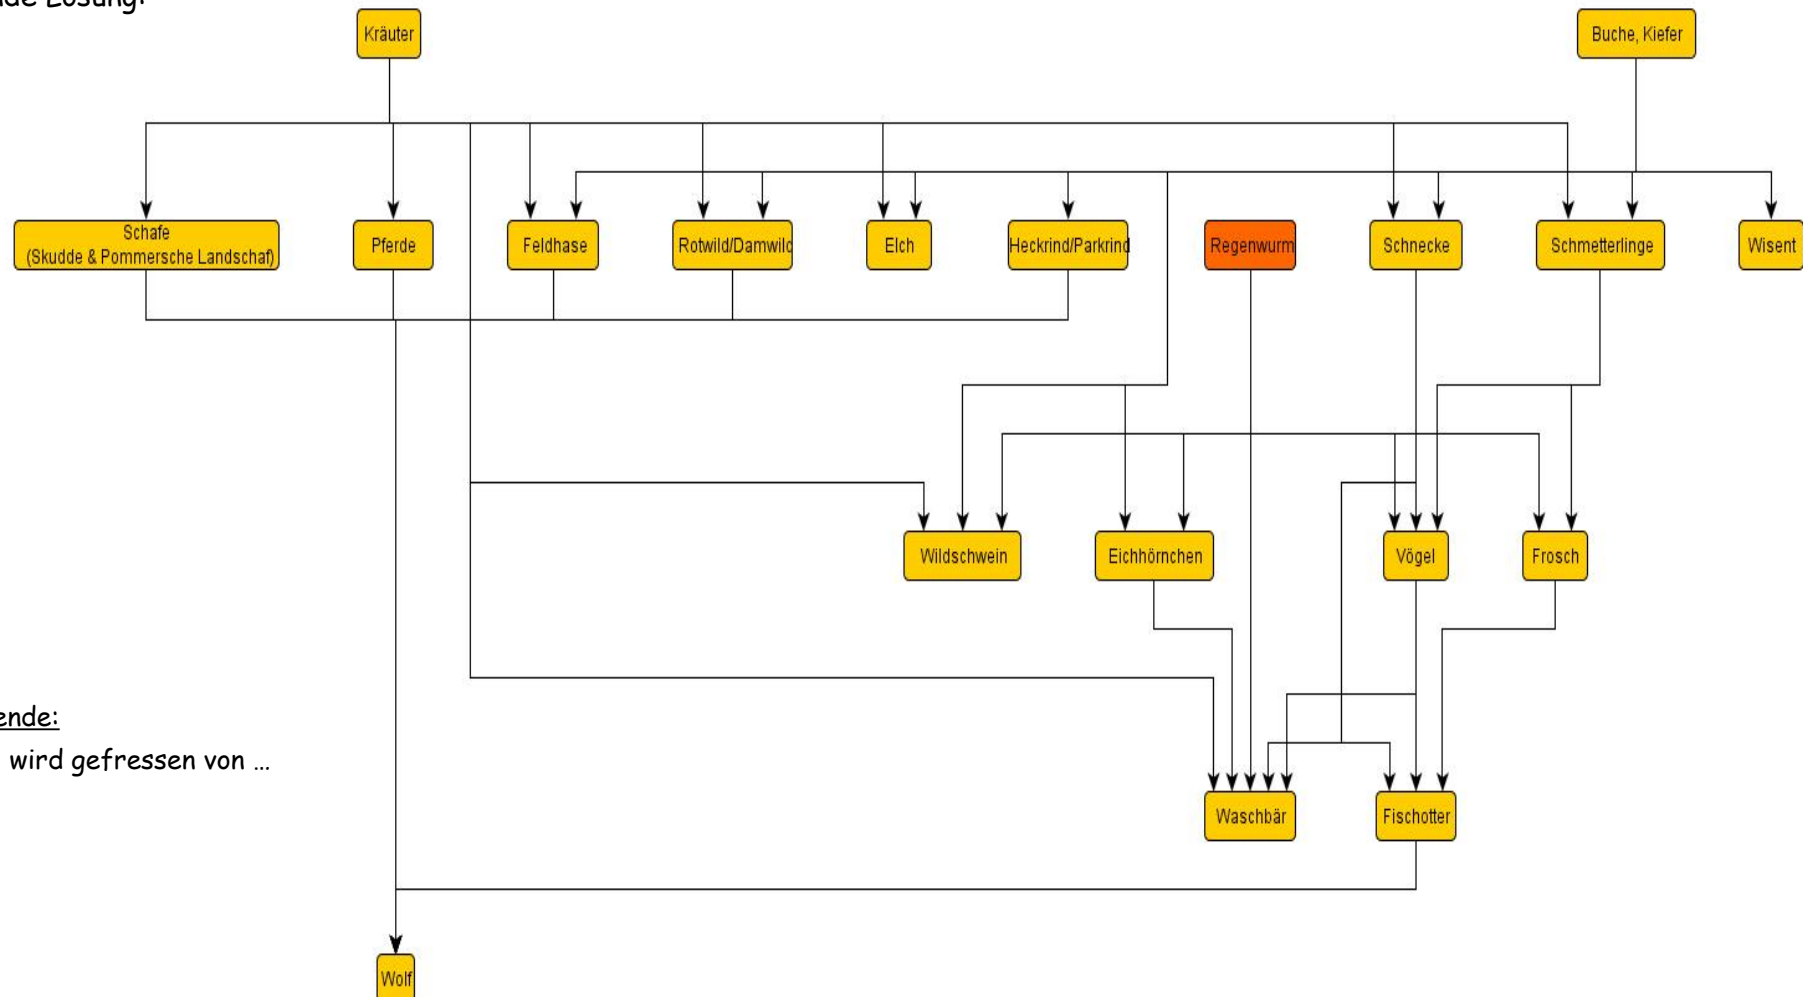 Lösung:
Kräuter
Buche, Kiefer
Schafe
(Skudde & Pommersche Landschaf)
Pferde
Feldhase
Rotwild/Damwild
Elch
Heckrind/Parkrind
Regenwurm
Schnecke
Schmetterlinge
Wisent
Wildschwein
Eichhörnchen
Vögel
Frosch
ende:
wird gefressen von ...
Waschbär
Fischotter
Wolf